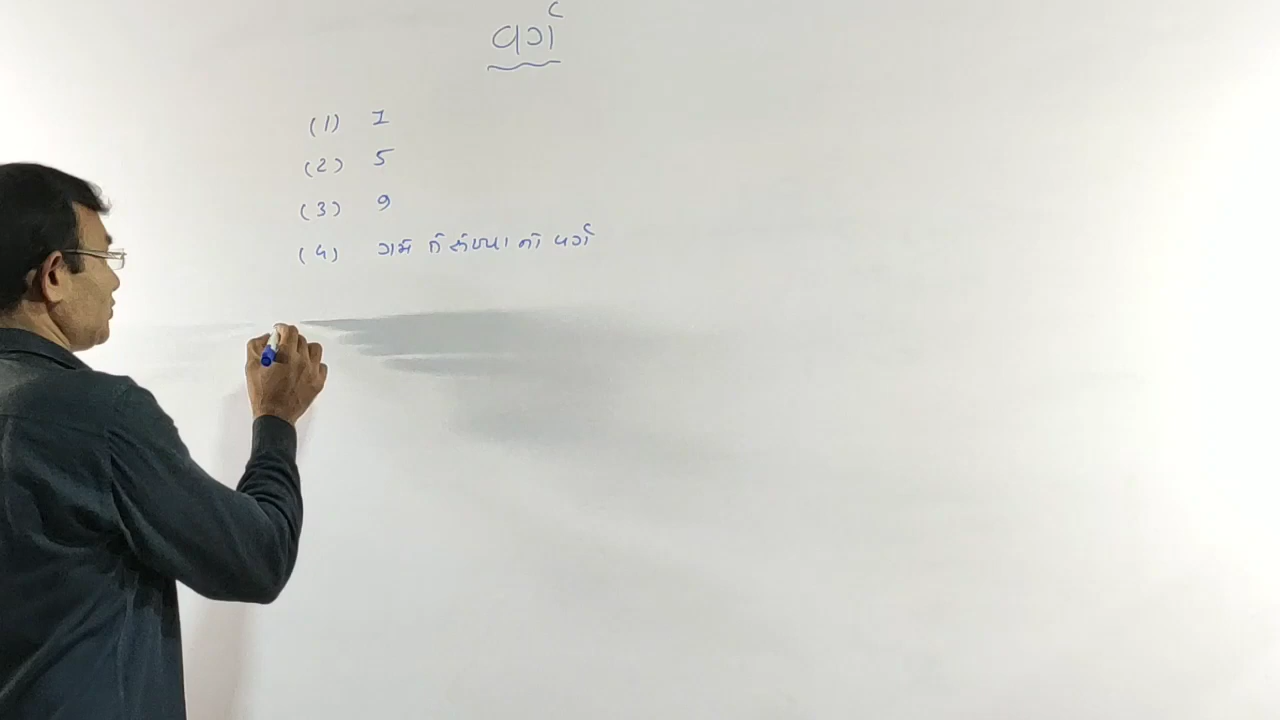 વર્ગ
(1) 1
(2) 5
(3) 9
(4) ગમે તે સંખ્યા નો વર્ગ